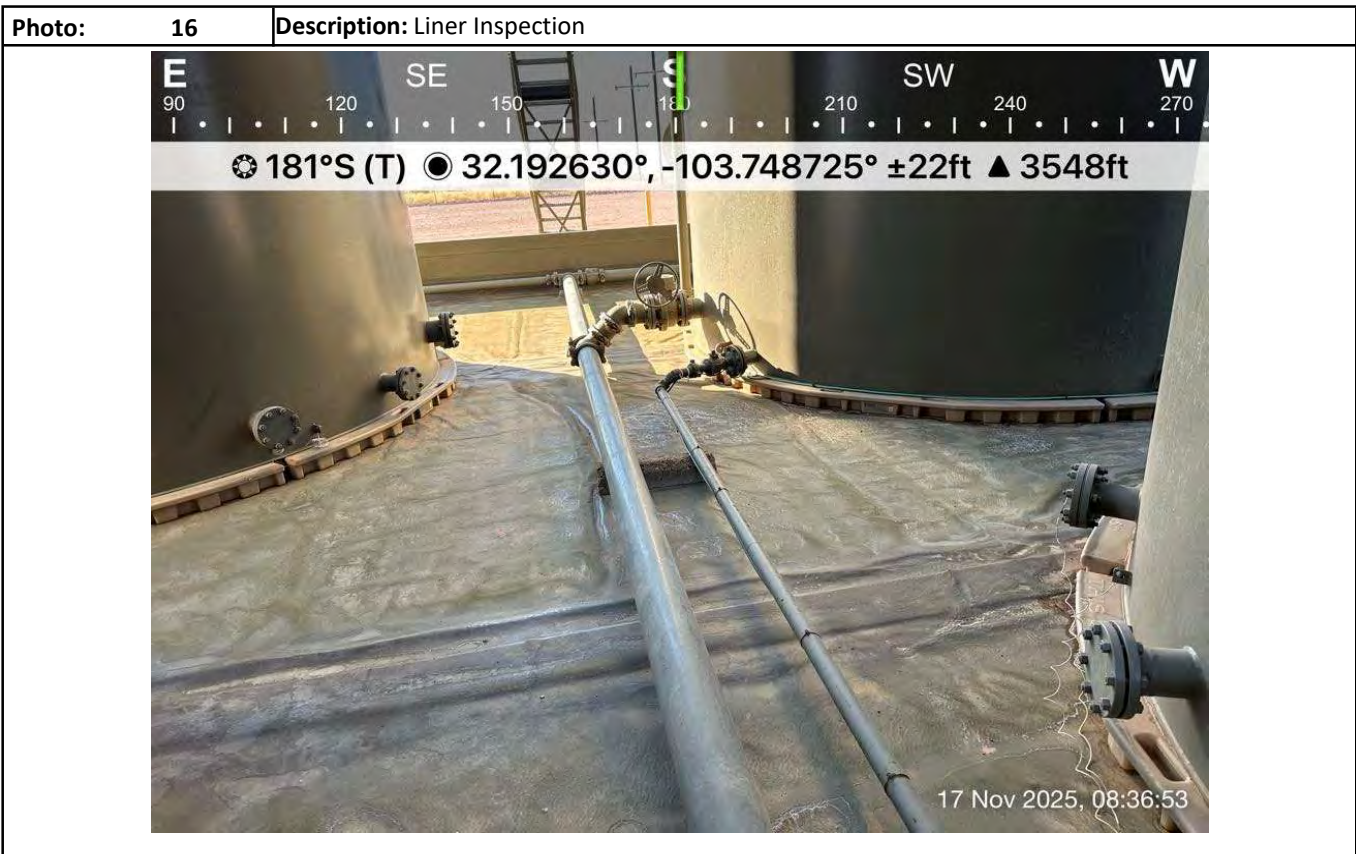 Photo: 16 Description: Liner Inspection
E SE S SW W
90 120 150 180 210 240 270
181°S (T) 32.192630°, -103.748725° ±22ft ▲ 3548ft
17 Nov 2025, 08:36:53